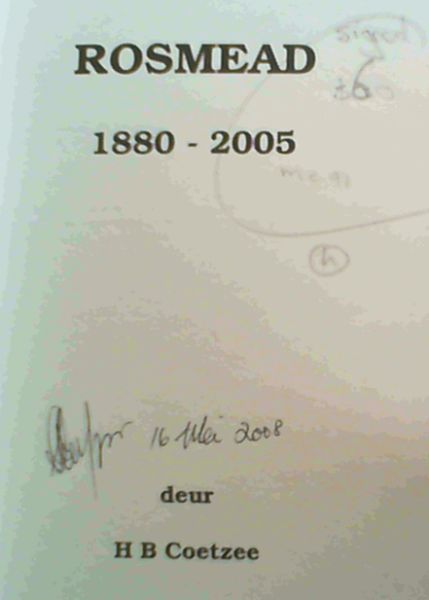 ROSMEAD
Signed
1880 - 2005
h
16 Mei 2008
deur
H B Coetzee